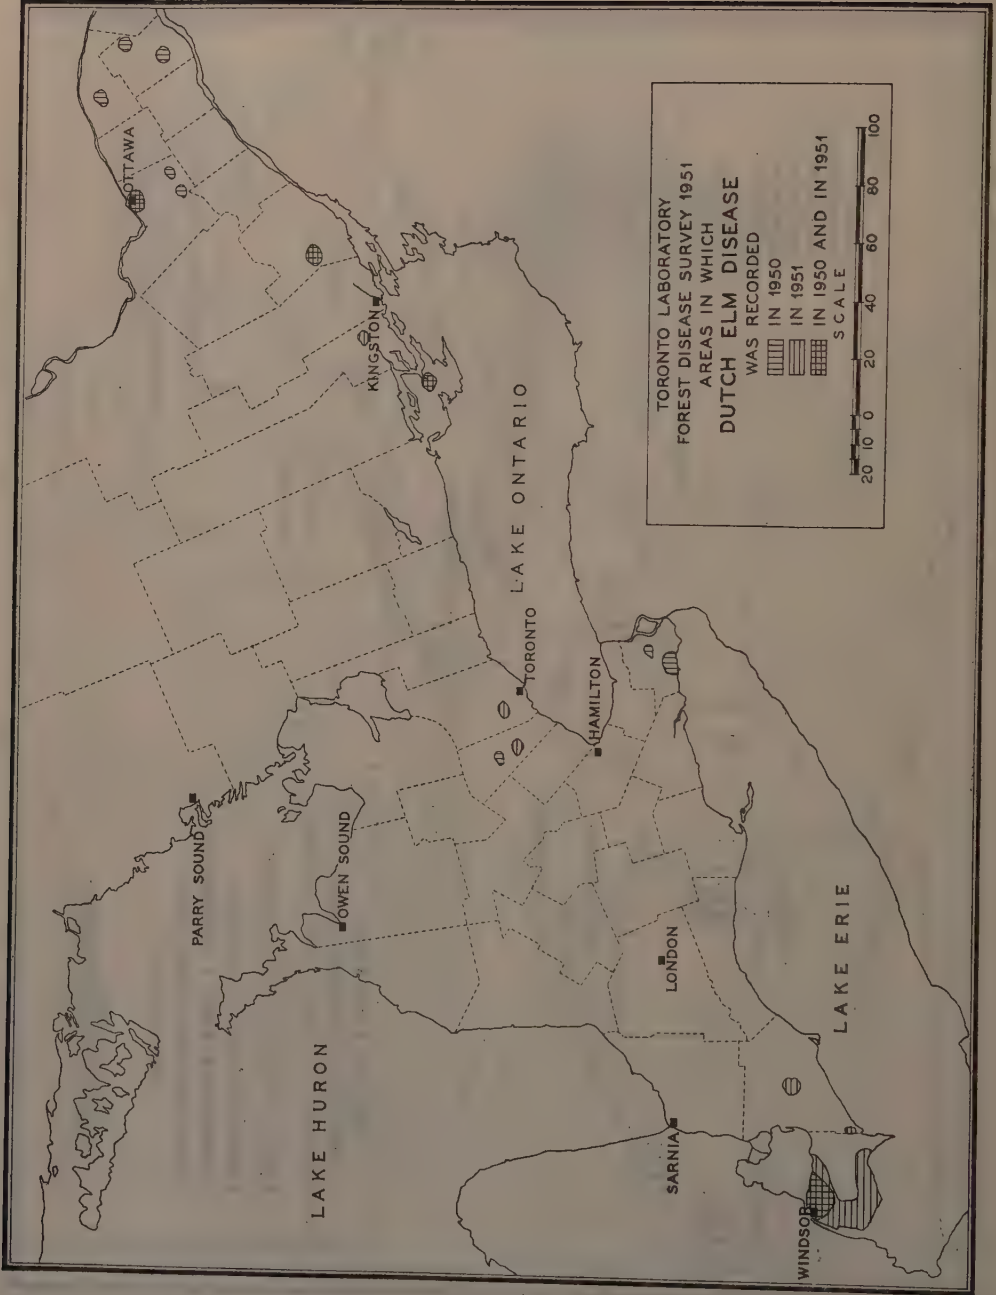 OTTAWA
KINGSTON
LAKE ONTARIO
TORONTO
HAMILTON
PARRY SOUND
OWEN SOUND
LONDON
LAKE ERIE
LAKE HURON
SARNIA
WINDSOR
TORONTO LABORATORY
FOREST DISEASE SURVEY 1951
AREAS IN WHICH
DUTCH ELM DISEASE
WAS RECORDED
IN 1950
IN 1951
IN 1950 AND IN 1951
SCALE
20 10 0 20 40 60 80 100